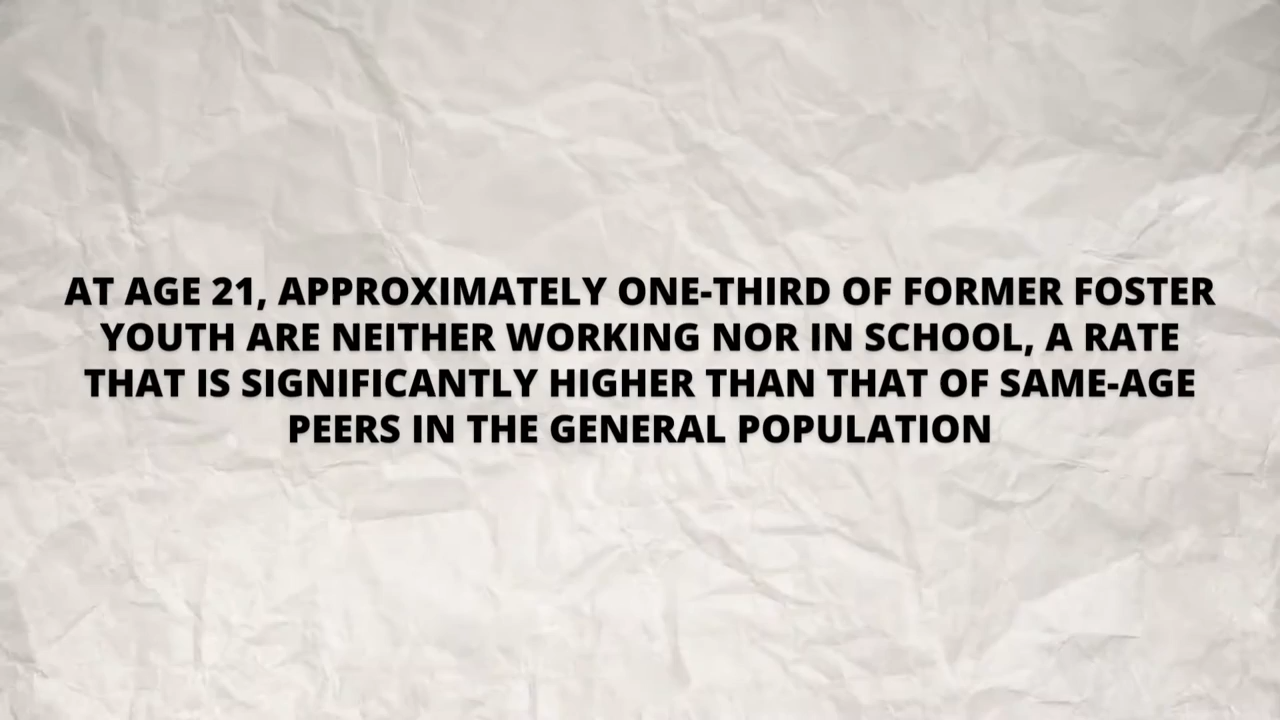 AT AGE 21, APPROXIMATELY ONE-THIRD OF FORMER FOSTER
YOUTH ARE NEITHER WORKING NOR IN SCHOOL, A RATE
THAT IS SIGNIFICANTLY HIGHER THAN THAT OF SAME-AGE
PEERS IN THE GENERAL POPULATION